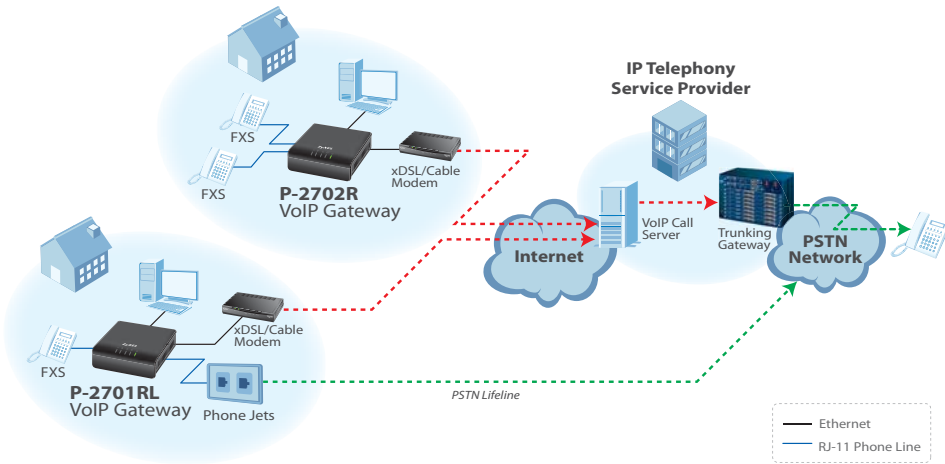 FXS
FXS
xDSL/Cable
Modem
P-2702R
VoIP Gateway
IP Telephony
Service Provider
VoIP Call
Server
Trunking
Gateway
Internet
PSTN
Network
xDSL/Cable
Modem
FXS
P-2701RL
VoIP Gateway
Phone Jets
PSTN Lifeline
Ethernet
RJ-11 Phone Line